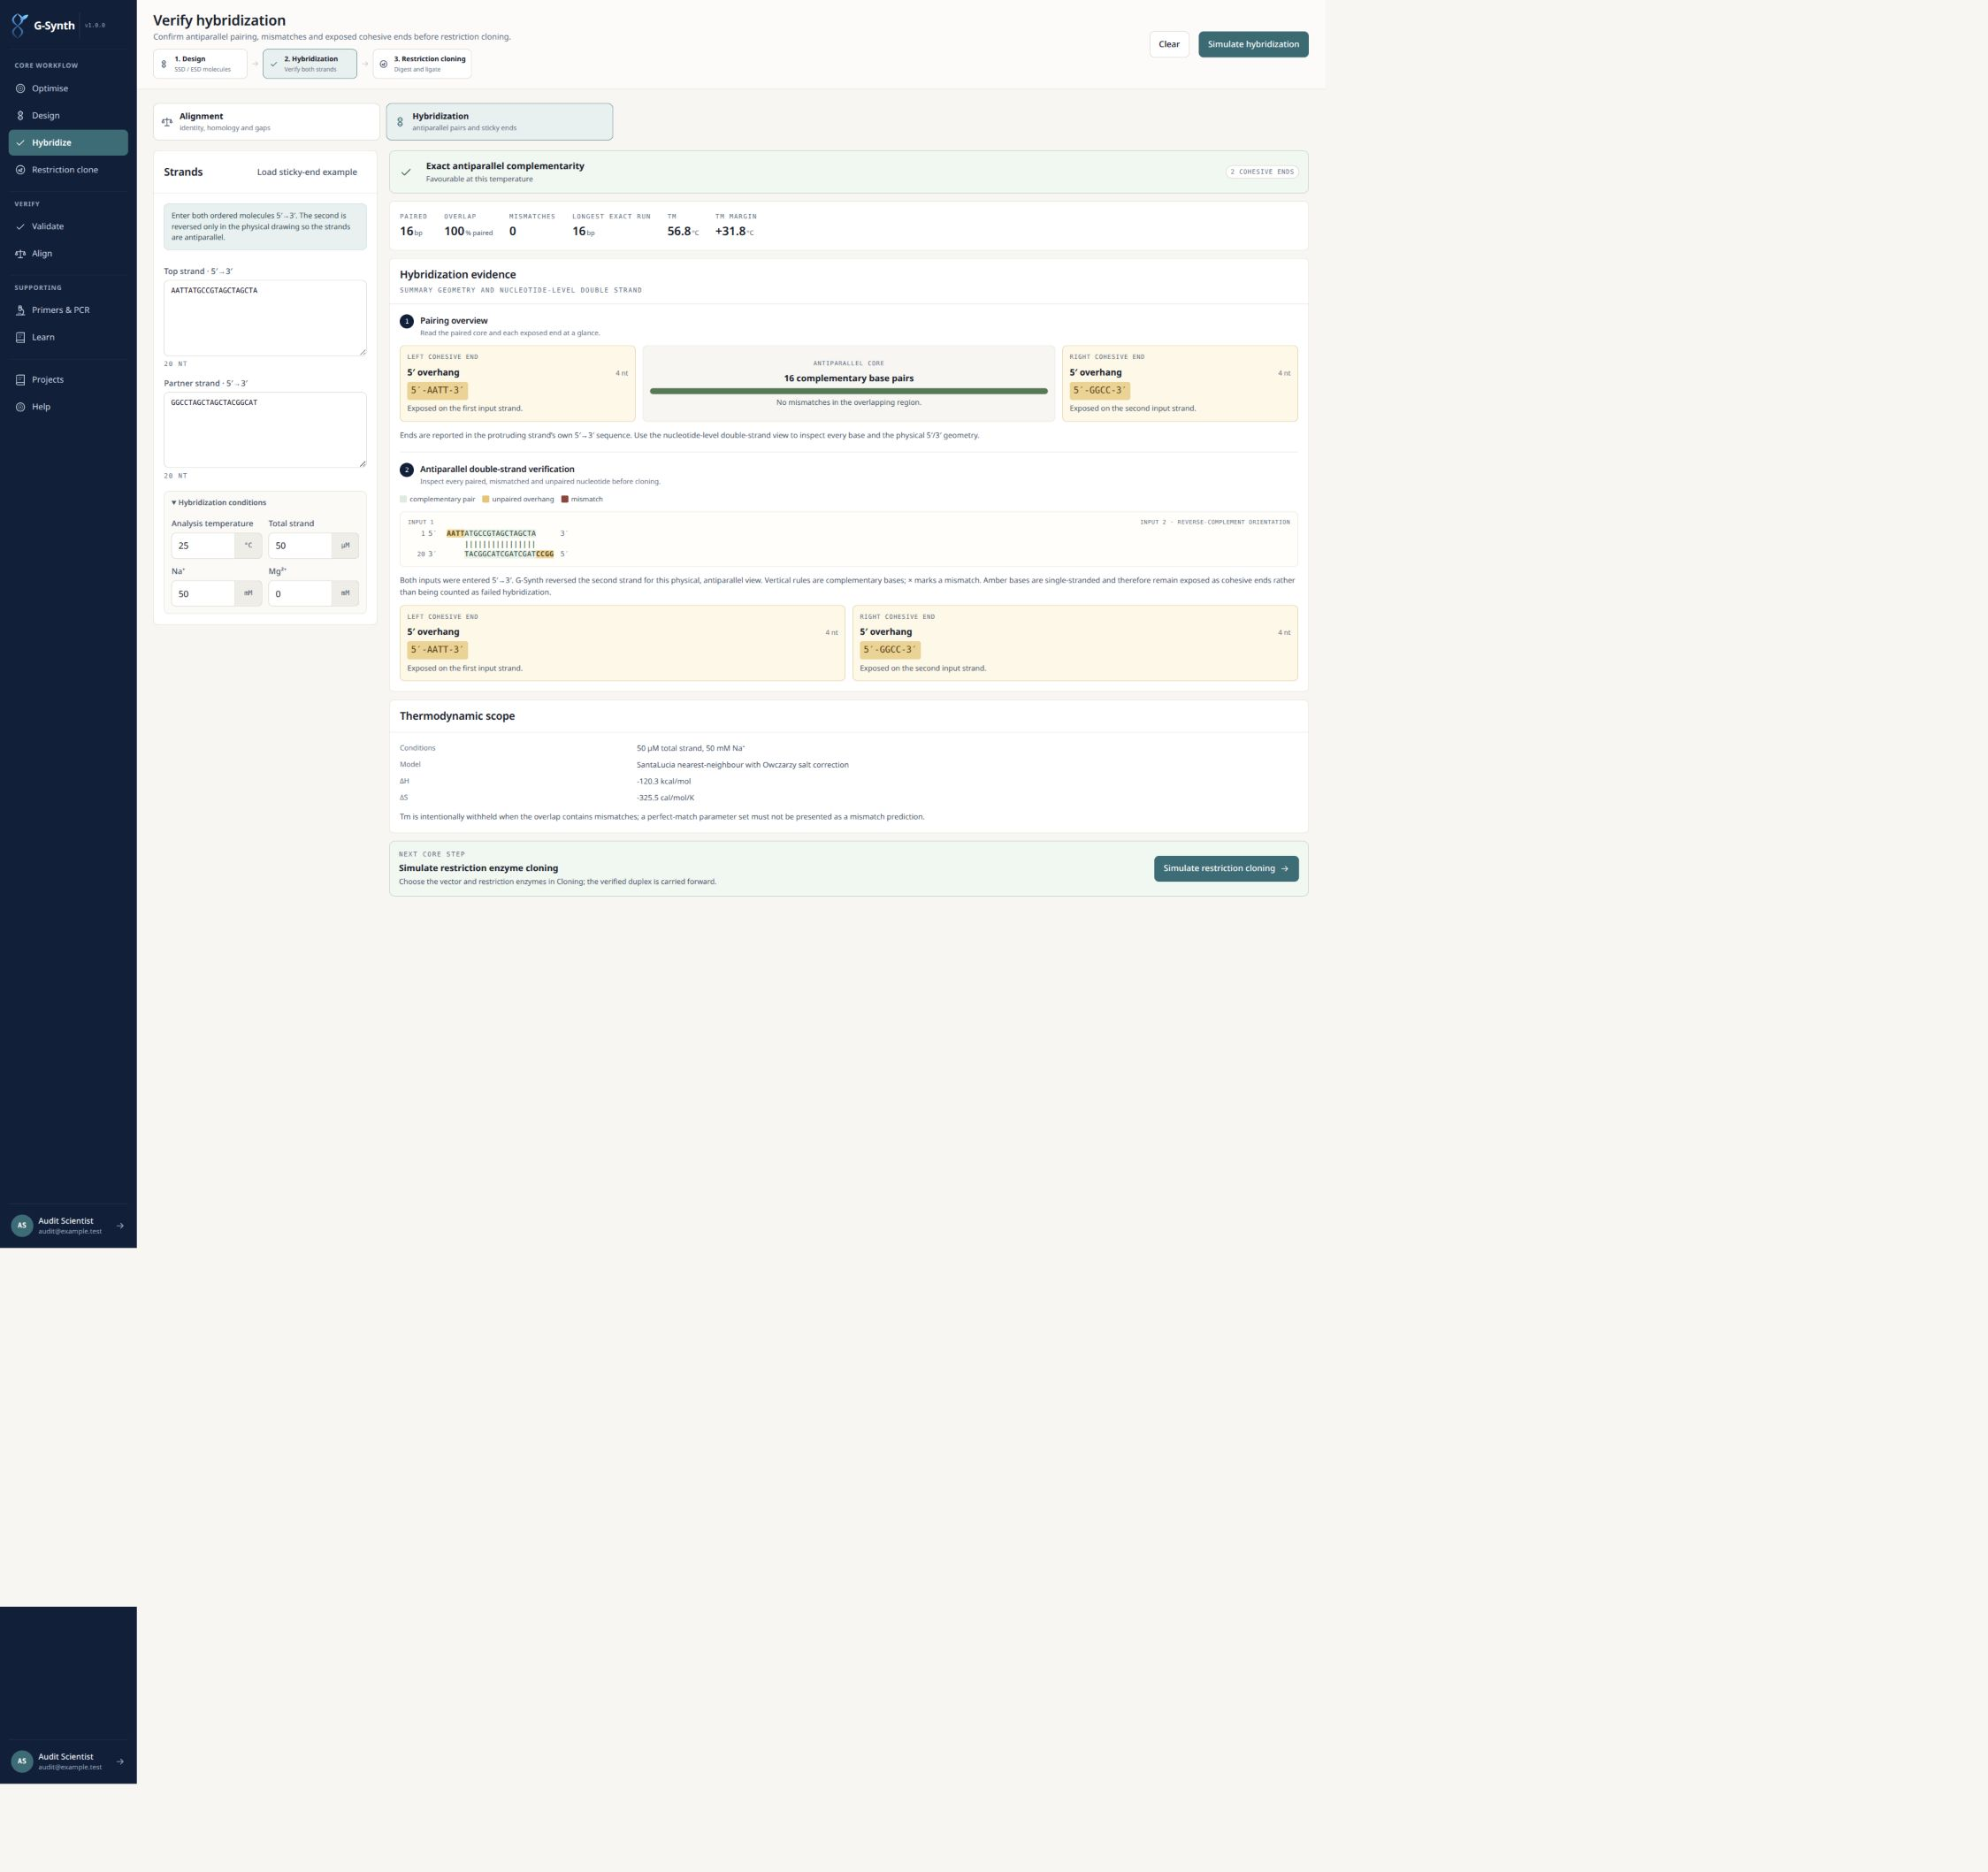 G-Synth v1.0.0
CORE WORKFLOW
Optimise
Design
Hybridize
Restriction clone
VERIFY
Validate
Align
SUPPORTING
Primers & PCR
Learn
Projects
Help
Verify hybridization
Confirm antiparallel pairing, mismatches and exposed cohesive ends before restriction cloning.
1. Design
SSD / ESD molecules
→
2. Hybridization
Verify both strands
→
3. Restriction cloning
Digest and ligate
Clear
Simulate hybridization
Alignment
identity, homology and gaps
Hybridization
antiparallel pairs and sticky ends
Strands
Load sticky-end example
Enter both ordered molecules 5′→3′. The second is
reversed only in the physical drawing so the strands
are antiparallel.
Top strand · 5′→3′
AATTATGCCGTAGCTAGCTA
20 NT
Partner strand · 5′→3′
GGCCTAGCTAGCTACGGCAT
20 NT
▾ Hybridization conditions
Analysis temperature Total strand
25 °C 50 µM
Na⁺ Mg²⁺
50 mM 0 mM
Exact antiparallel complementarity
Favourable at this temperature
2 COHESIVE ENDS
PAIRED OVERLAP MISMATCHES LONGEST EXACT RUN TM TM MARGIN
16 bp 100 % paired 0 16 bp 56.8 °C +31.8 °C
Hybridization evidence
SUMMARY GEOMETRY AND NUCLEOTIDE-LEVEL DOUBLE STRAND
1 Pairing overview
Read the paired core and each exposed end at a glance.
LEFT COHESIVE END
5′ overhang 4 nt
5′-AATT-3′
Exposed on the first input strand.
ANTIPARALLEL CORE
16 complementary base pairs
No mismatches in the overlapping region.
RIGHT COHESIVE END
5′ overhang 4 nt
5′-GGCC-3′
Exposed on the second input strand.
Ends are reported in the protruding strand's own 5′→3′ sequence. Use the nucleotide-level double-strand view to inspect every base and the physical 5′/3′ geometry.
2 Antiparallel double-strand verification
Inspect every paired, mismatched and unpaired nucleotide before cloning.
complementary pair unpaired overhang mismatch
INPUT 1 INPUT 2 · REVERSE-COMPLEMENT ORIENTATION
1 5′ AATTATGCCGTAGCTAGCTA 3′
||||||||||||||||
20 3′ TACGGCATCGATCGATCCGG 5′
Both inputs were entered 5′→3′. G-Synth reversed the second strand for this physical, antiparallel view. Vertical rules are complementary bases; × marks a mismatch. Amber bases are single-stranded and therefore remain exposed as cohesive ends rather
than being counted as failed hybridization.
LEFT COHESIVE END
5′ overhang 4 nt
5′-AATT-3′
Exposed on the first input strand.
RIGHT COHESIVE END
5′ overhang 4 nt
5′-GGCC-3′
Exposed on the second input strand.
Thermodynamic scope
Conditions 50 µM total strand, 50 mM Na⁺
Model SantaLucia nearest-neighbour with Owczarzy salt correction
ΔH -120.3 kcal/mol
ΔS -325.5 cal/mol/K
Tm is intentionally withheld when the overlap contains mismatches; a perfect-match parameter set must not be presented as a mismatch prediction.
NEXT CORE STEP
Simulate restriction enzyme cloning
Choose the vector and restriction enzymes in Cloning; the verified duplex is carried forward.
Simulate restriction cloning →
AS Audit Scientist →
audit@example.test
AS Audit Scientist →
audit@example.test